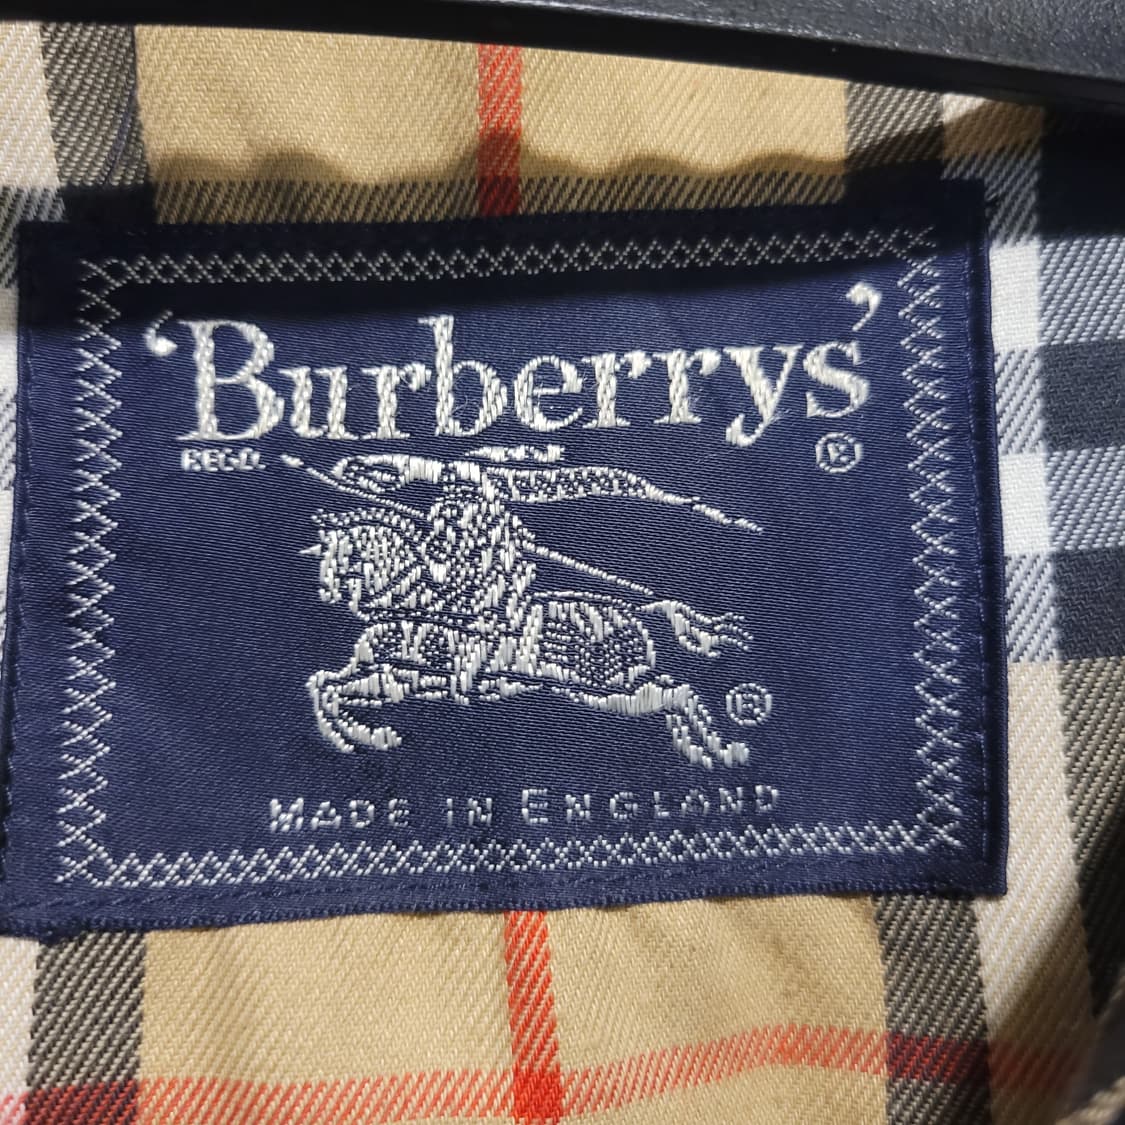 'Burberrys'
REGD. ®
®
MADE IN ENGLAND